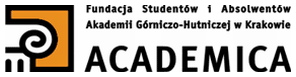 Fundacja Studentów i Absolwentów
Akademii Górniczo-Hutniczej w Krakowie
ACADEMICA